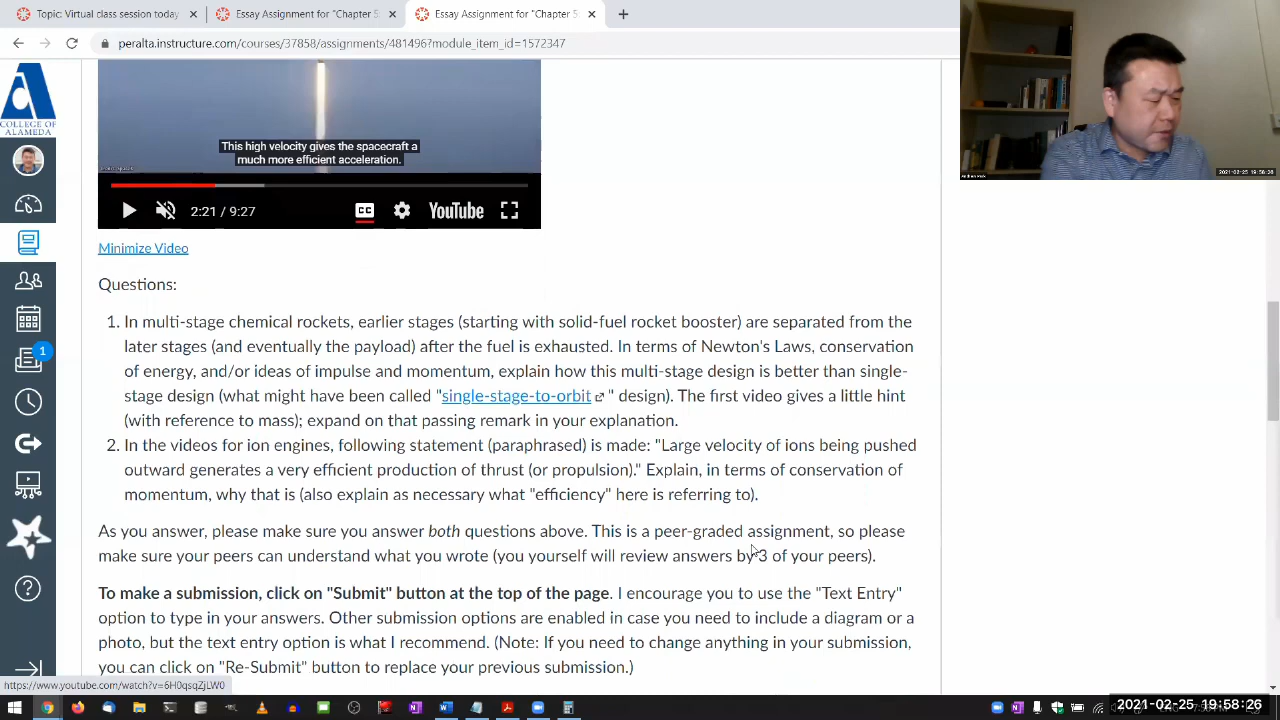 Topic: Virtual class session today
Essay Assignment for "Chapter 5
Essay Assignment for "Chapter 5
peralta.instructure.com/courses/37858/assignments/481496?module_item_id=1572347
COLLEGE OF
ALAMEDA
1
This high velocity gives the spacecraft a
much more efficient acceleration.
2:21 / 9:27
CC
YouTube
Minimize Video
Questions:
1. In multi-stage chemical rockets, earlier stages (starting with solid-fuel rocket booster) are separated from the
later stages (and eventually the payload) after the fuel is exhausted. In terms of Newton's Laws, conservation
of energy, and/or ideas of impulse and momentum, explain how this multi-stage design is better than single-
stage design (what might have been called "single-stage-to-orbit " design). The first video gives a little hint
(with reference to mass); expand on that passing remark in your explanation.
2. In the videos for ion engines, following statement (paraphrased) is made: "Large velocity of ions being pushed
outward generates a very efficient production of thrust (or propulsion)." Explain, in terms of conservation of
momentum, why that is (also explain as necessary what "efficiency" here is referring to).
As you answer, please make sure you answer both questions above. This is a peer-graded assignment, so please
make sure your peers can understand what you wrote (you yourself will review answers by 3 of your peers).
To make a submission, click on "Submit" button at the top of the page. I encourage you to use the "Text Entry"
option to type in your answers. Other submission options are enabled in case you need to include a diagram or a
photo, but the text entry option is what I recommend. (Note: If you need to change anything in your submission,
you can click on "Re-Submit" button to replace your previous submission.)
https://www.youtube.com/watch?v=6H0qsqZjLW0
2021-02-25 19:58:26
2021-02-25 19:58:26